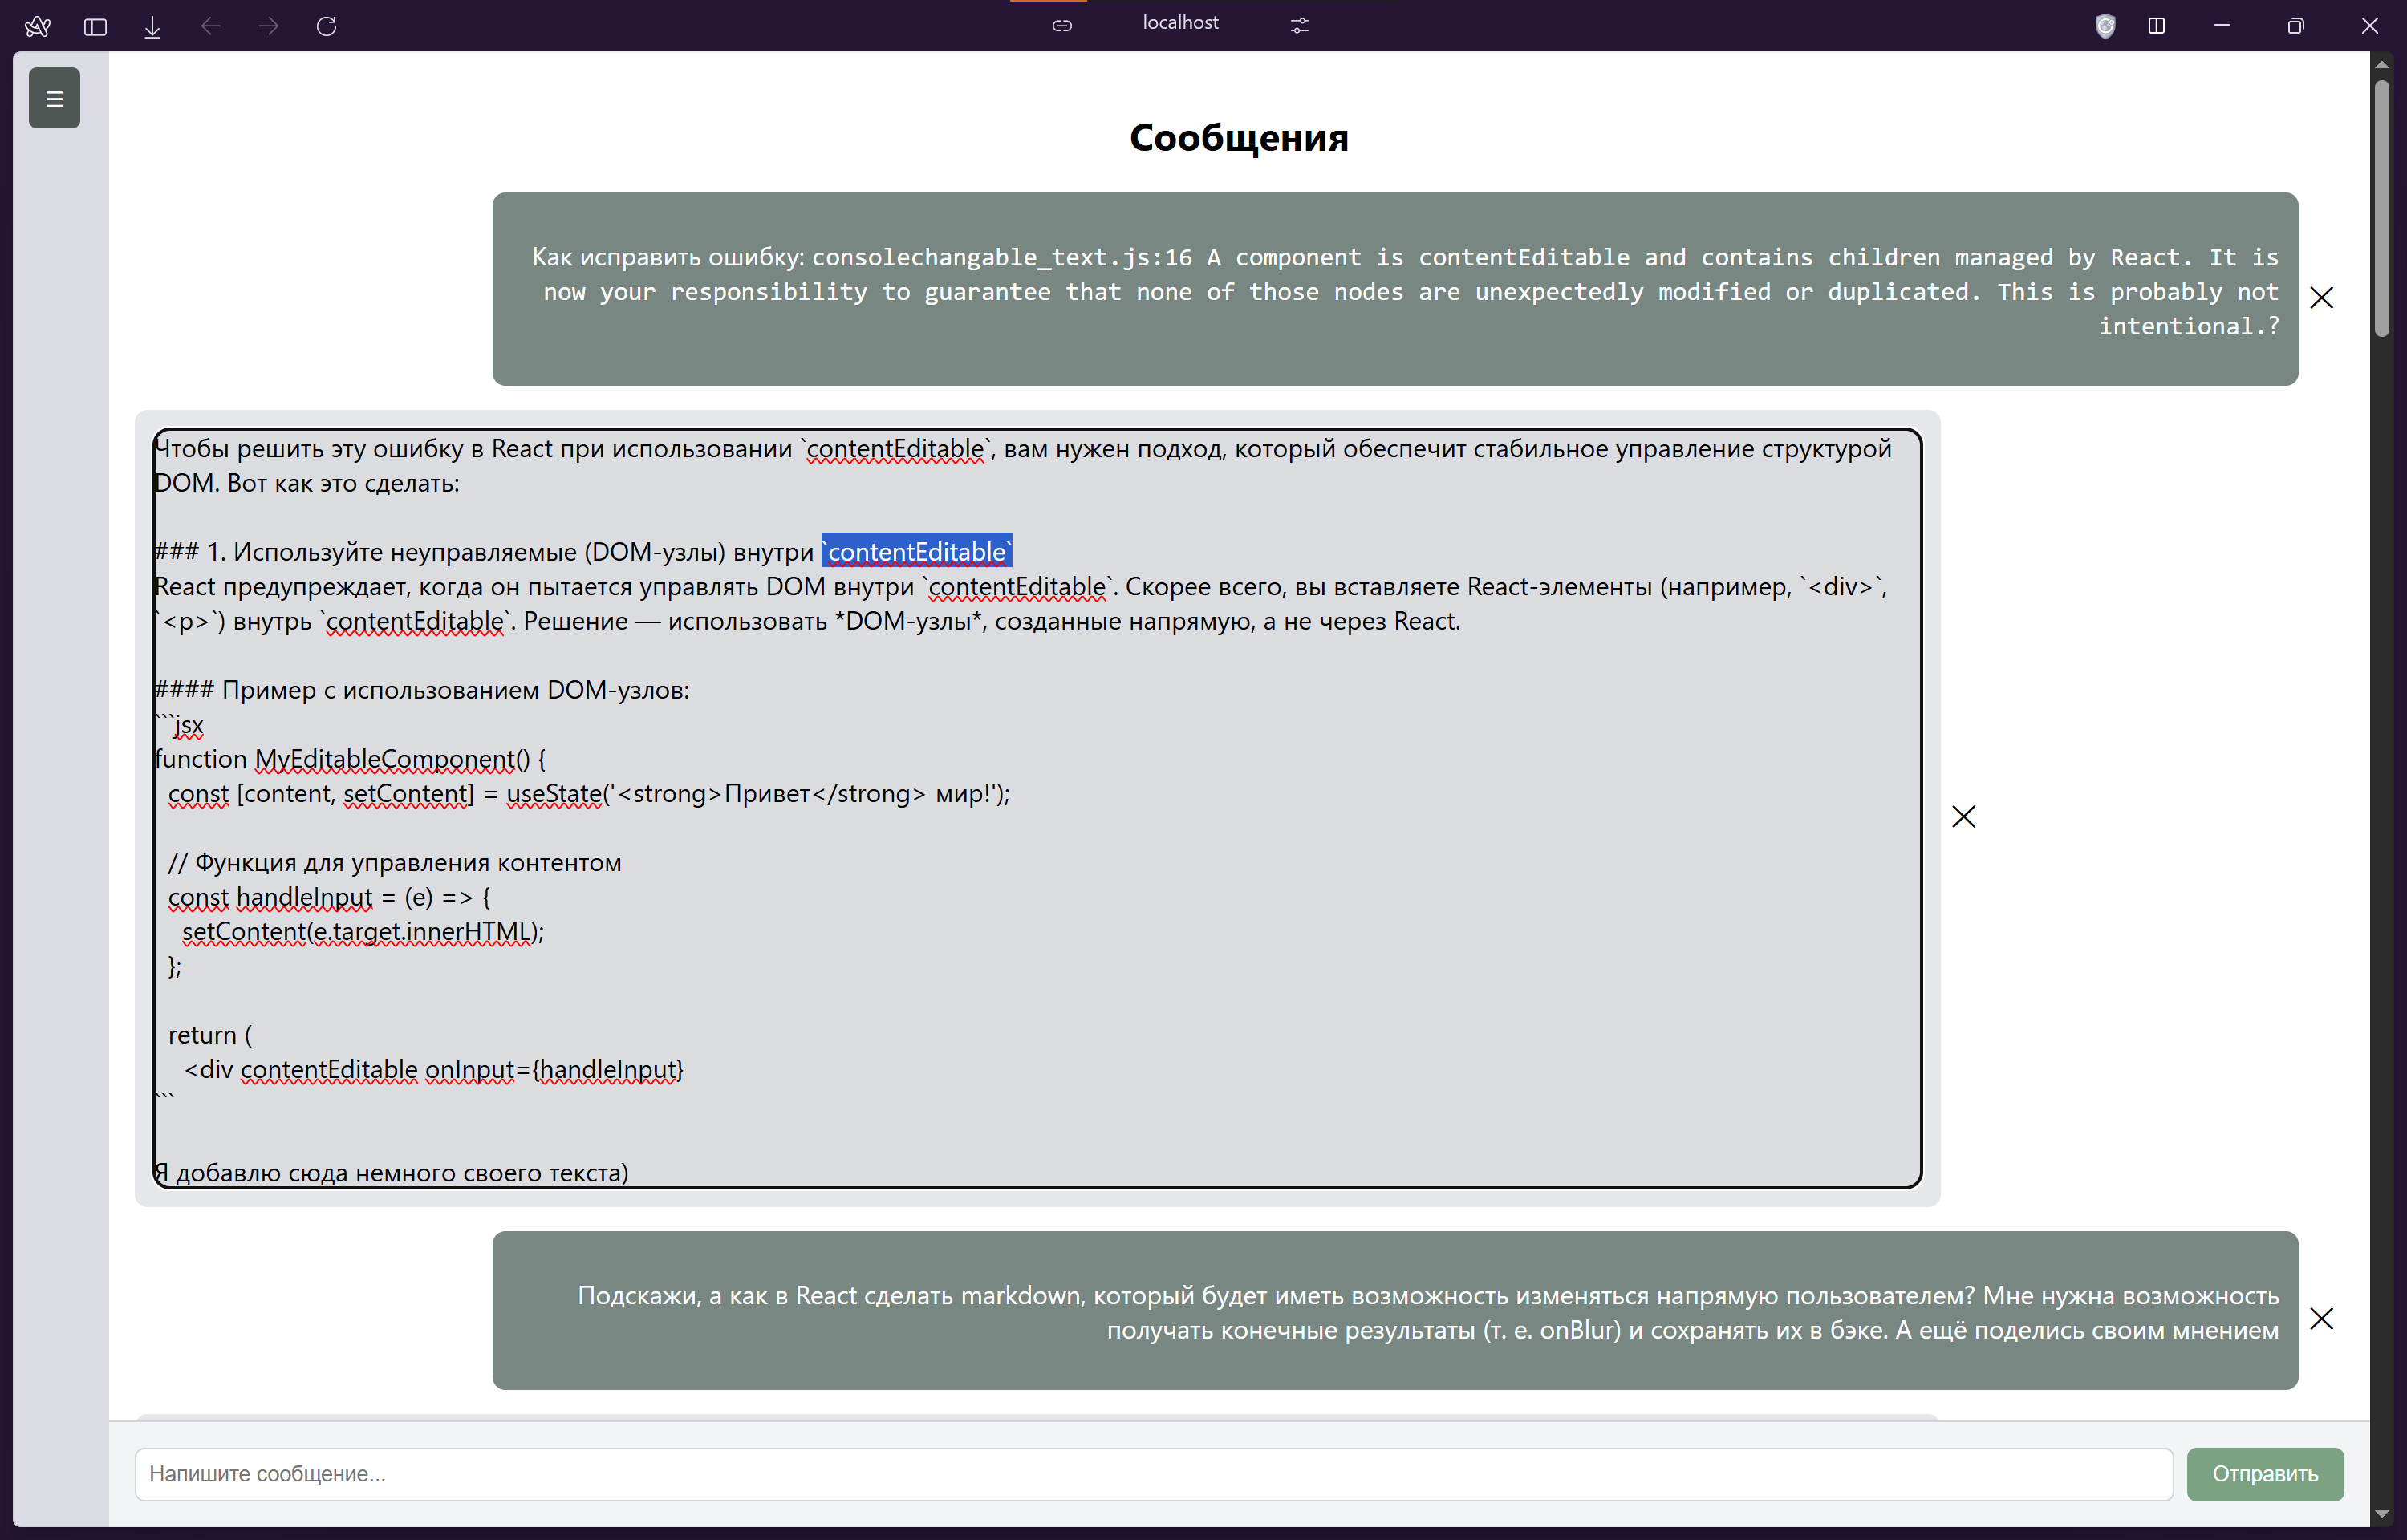 localhost
Сообщения
Как исправить ошибку: consolechangable_text.js:16 A component is contentEditable and contains children managed by React. It is
now your responsibility to guarantee that none of those nodes are unexpectedly modified or duplicated. This is probably not
intentional.?
Чтобы решить эту ошибку в React при использовании `contentEditable`, вам нужен подход, который обеспечит стабильное управление структурой
DOM. Вот как это сделать:
### 1. Используйте неуправляемые (DOM-узлы) внутри `contentEditable`
React предупреждает, когда он пытается управлять DOM внутри `contentEditable`. Скорее всего, вы вставляете React-элементы (например, `<div>`,
`<p>`) внутрь `contentEditable`. Решение — использовать *DOM-узлы*, созданные напрямую, а не через React.
#### Пример с использованием DOM-узлов:
```jsx
function MyEditableComponent() {
const [content, setContent] = useState('<strong>Привет</strong> мир!');
// Функция для управления контентом
const handleInput = (e) => {
setContent(e.target.innerHTML);
};
return (
<div contentEditable onInput={handleInput}
```
Я добавлю сюда немного своего текста)
Подскажи, а как в React сделать markdown, который будет иметь возможность изменяться напрямую пользователем? Мне нужна возможность
получать конечные результаты (т. е. onBlur) и сохранять их в бэке. А ещё поделись своим мнением
Напишите сообщение...
Отправить